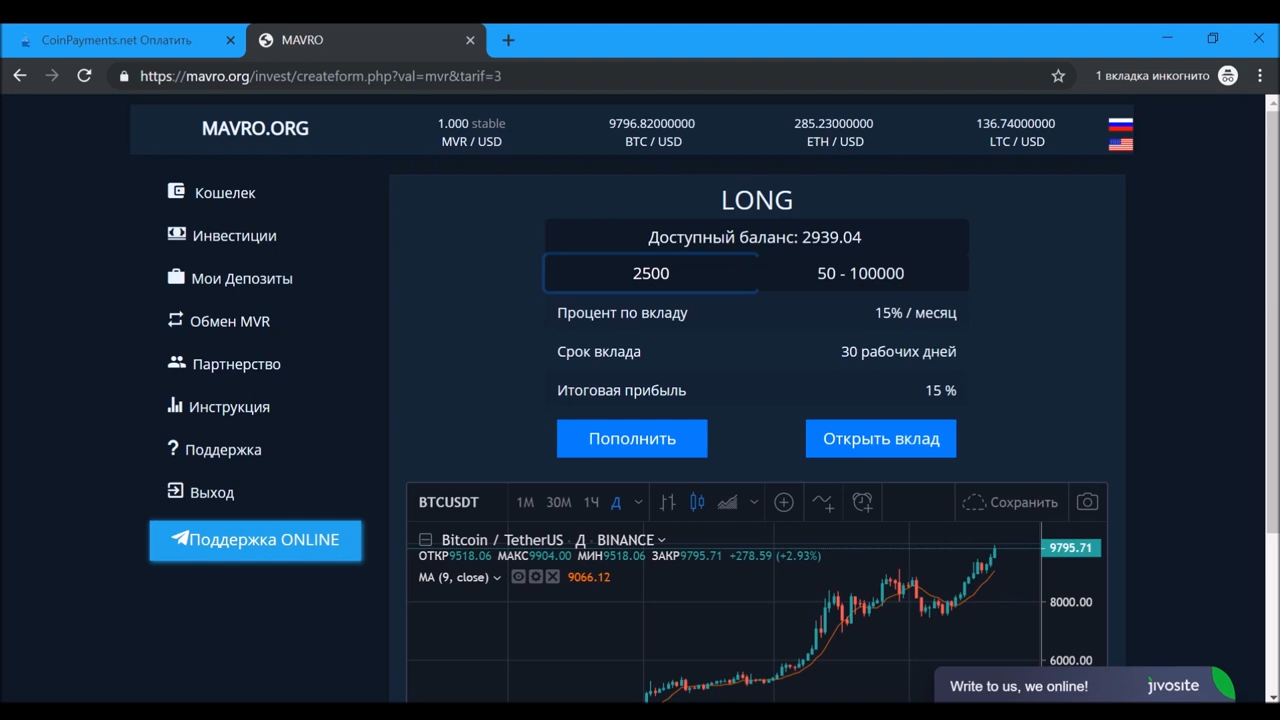 CoinPayments.net Оплатить
MAVRO
https://mavro.org/invest/createform.php?val=mvr&tarif=3
1 вкладка инкогнито
MAVRO.ORG
1.000 stable
MVR / USD
9796.82000000
BTC / USD
285.23000000
ETH / USD
136.74000000
LTC / USD
Кошелек
Инвестиции
Мои Депозиты
Обмен MVR
Партнерство
Инструкция
Поддержка
Выход
Поддержка ONLINE
LONG
Доступный баланс: 2939.04
2500 50 - 100000
Процент по вкладу 15% / месяц
Срок вклада 30 рабочих дней
Итоговая прибыль 15 %
Пополнить Открыть вклад
BTCUSDT 1М 30М 1Ч Д Сохранить
Bitcoin / TetherUS · Д · BINANCE
ОТКР9518.06 МАКС9904.00 МИН9518.06 ЗАКР9795.71 +278.59 (+2.93%)
MA (9, close) 9066.12
9795.71
8000.00
6000.00
Write to us, we online! jivosite